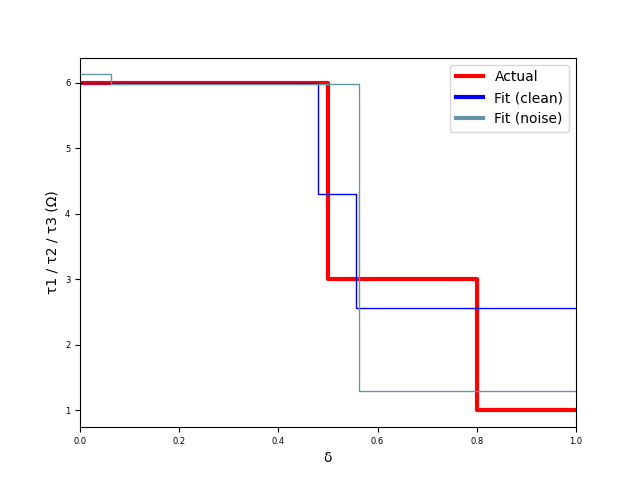 Actual
Fit (clean)
Fit (noise)
τ1 / τ2 / τ3 (Ω)
6
5
4
3
2
1
0.0 0.2 0.4 0.6 0.8 1.0
δ